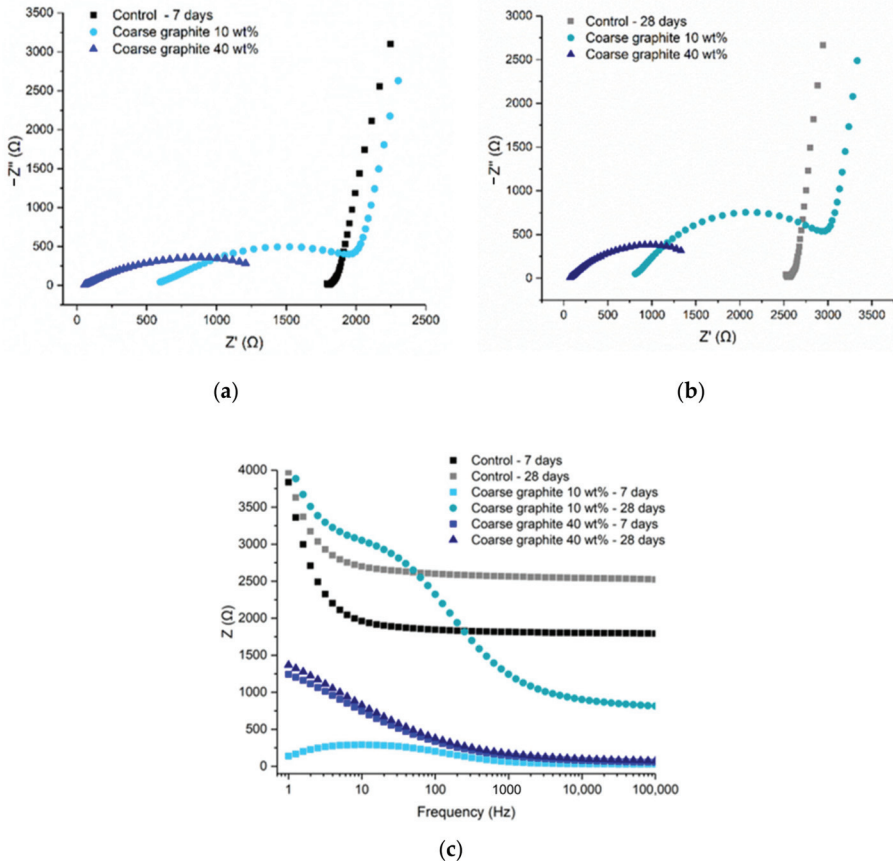 Control - 7 days
Coarse graphite 10 wt%
Coarse graphite 40 wt%
3500
3000
2500
2000
1500
1000
500
0
-Z'' (Ω)
0 500 1000 1500 2000 2500
Z' (Ω)
(a)
Control - 28 days
Coarse graphite 10 wt%
Coarse graphite 40 wt%
3000
2500
2000
1500
1000
500
0
-Z'' (Ω)
0 500 1000 1500 2000 2500 3000 3500
Z' (Ω)
(b)
Control - 7 days
Control - 28 days
Coarse graphite 10 wt% - 7 days
Coarse graphite 10 wt% - 28 days
Coarse graphite 40 wt% - 7 days
Coarse graphite 40 wt% - 28 days
4000
3500
3000
2500
2000
1500
1000
500
0
Z (Ω)
1 10 100 1000 10,000 100,000
Frequency (Hz)
(c)